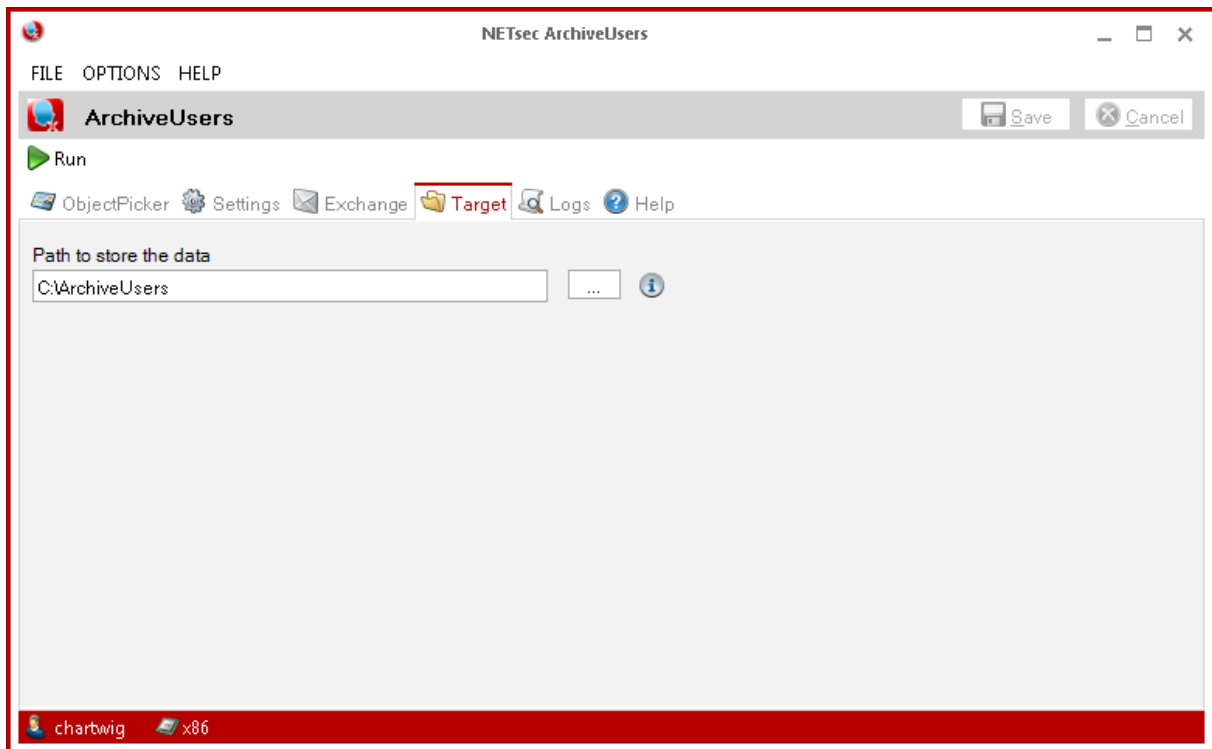 NETsec ArchiveUsers
FILE OPTIONS HELP
ArchiveUsers Save Cancel
Run
ObjectPicker Settings Exchange Target Logs Help
Path to store the data
C:\ArchiveUsers ...
chartwig x86